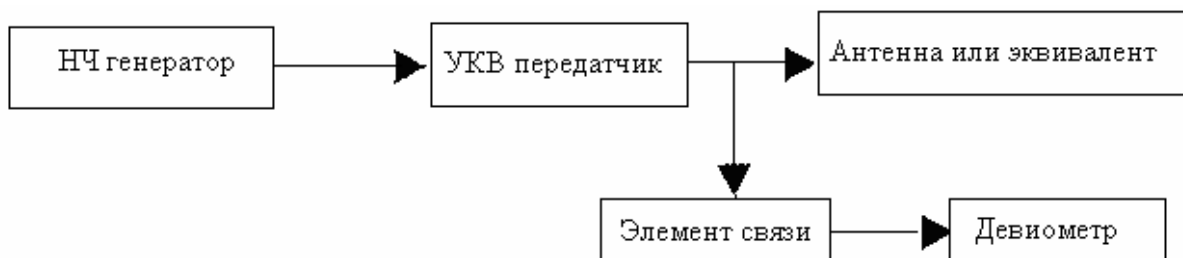 НЧ генератор
УКВ передатчик
Антенна или эквивалент
Элемент связи
Девиометр